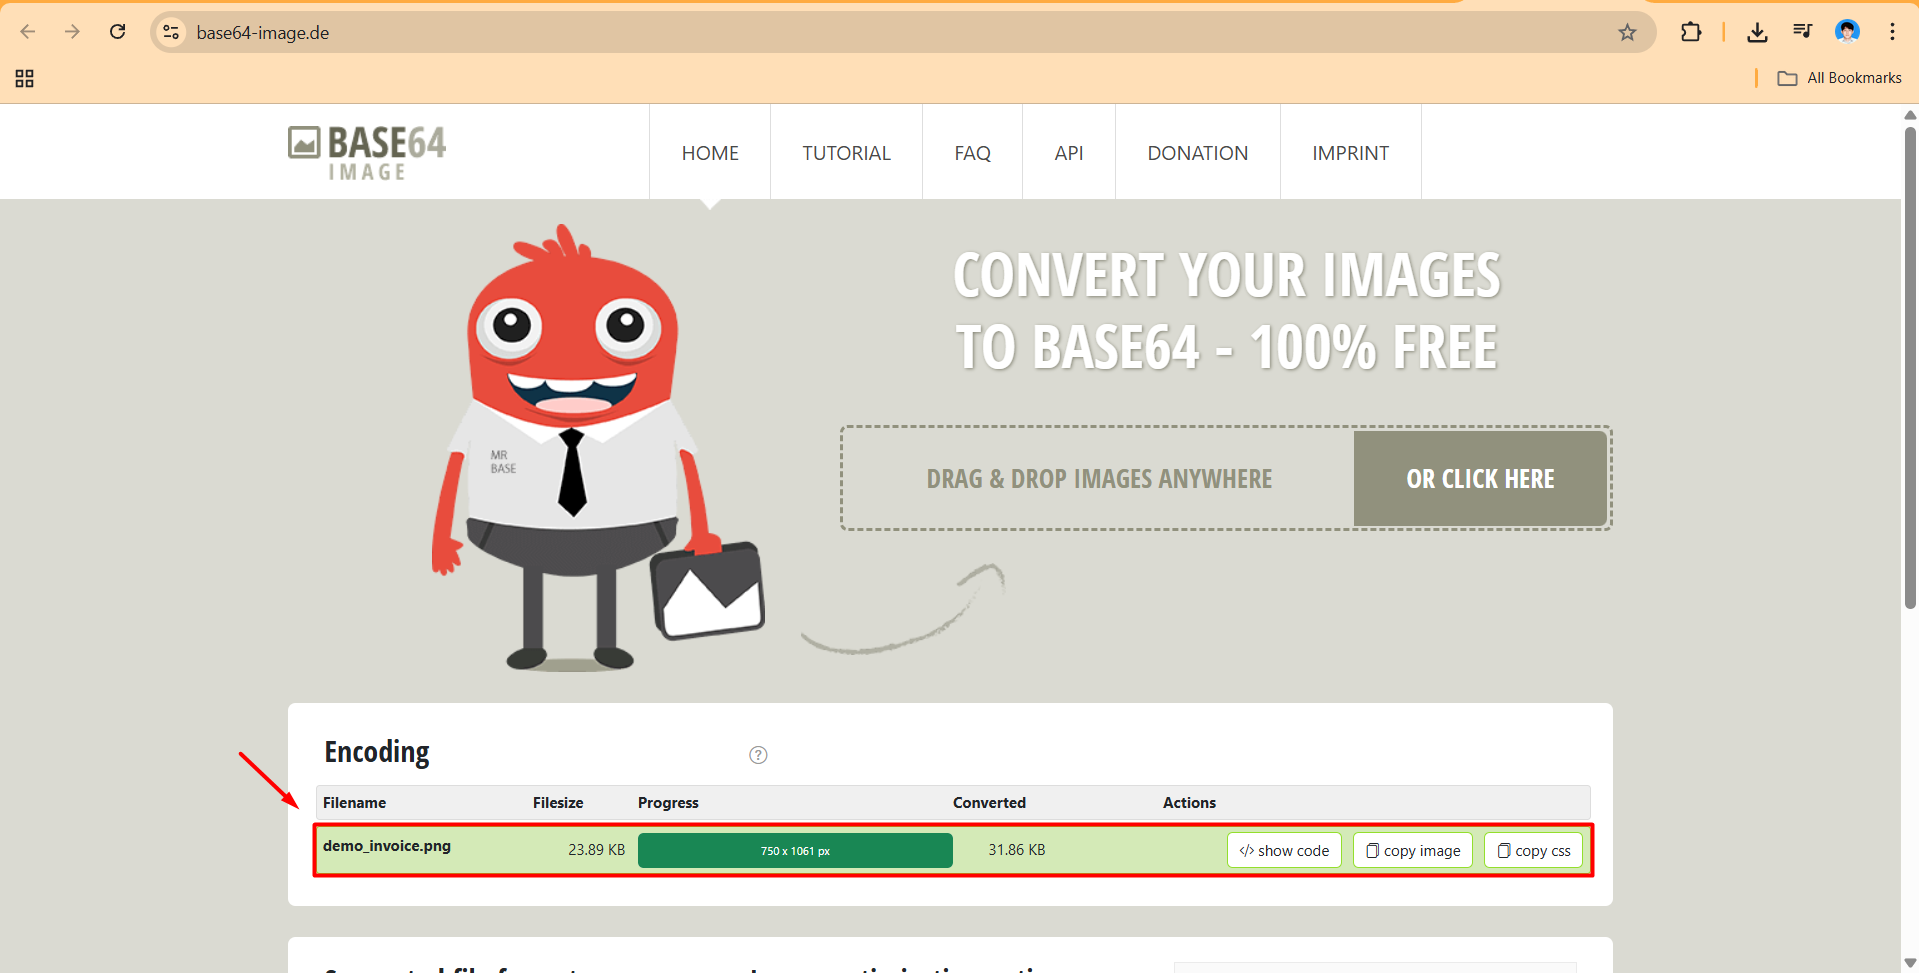 base64-image.de
All Bookmarks
BASE64
IMAGE
HOME
TUTORIAL
FAQ
API
DONATION
IMPRINT
CONVERT YOUR IMAGES
TO BASE64 - 100% FREE
MR
BASE
DRAG & DROP IMAGES ANYWHERE
OR CLICK HERE
Encoding
?
Filename Filesize Progress Converted Actions
demo_invoice.png 23.89 KB 750 x 1061 px 31.86 KB </> show code copy image copy css